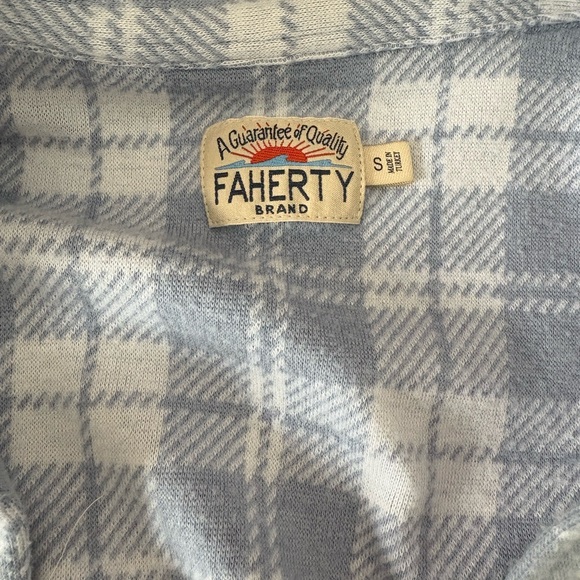 A Guarantee of Quality
FAHERTY
BRAND
S
MADE IN
TURKEY